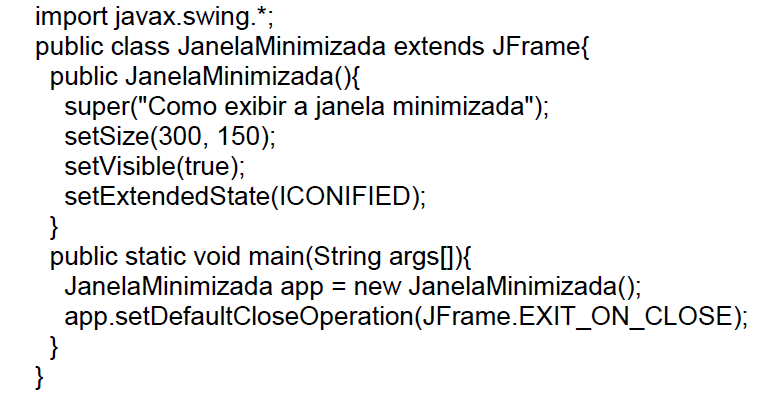 import javax.swing.*;
public class JanelaMinimizada extends JFrame{
public JanelaMinimizada(){
super("Como exibir a janela minimizada");
setSize(300, 150);
setVisible(true);
setExtendedState(ICONIFIED);
}
public static void main(String args[]){
JanelaMinimizada app = new JanelaMinimizada();
app.setDefaultCloseOperation(JFrame.EXIT_ON_CLOSE);
}
}